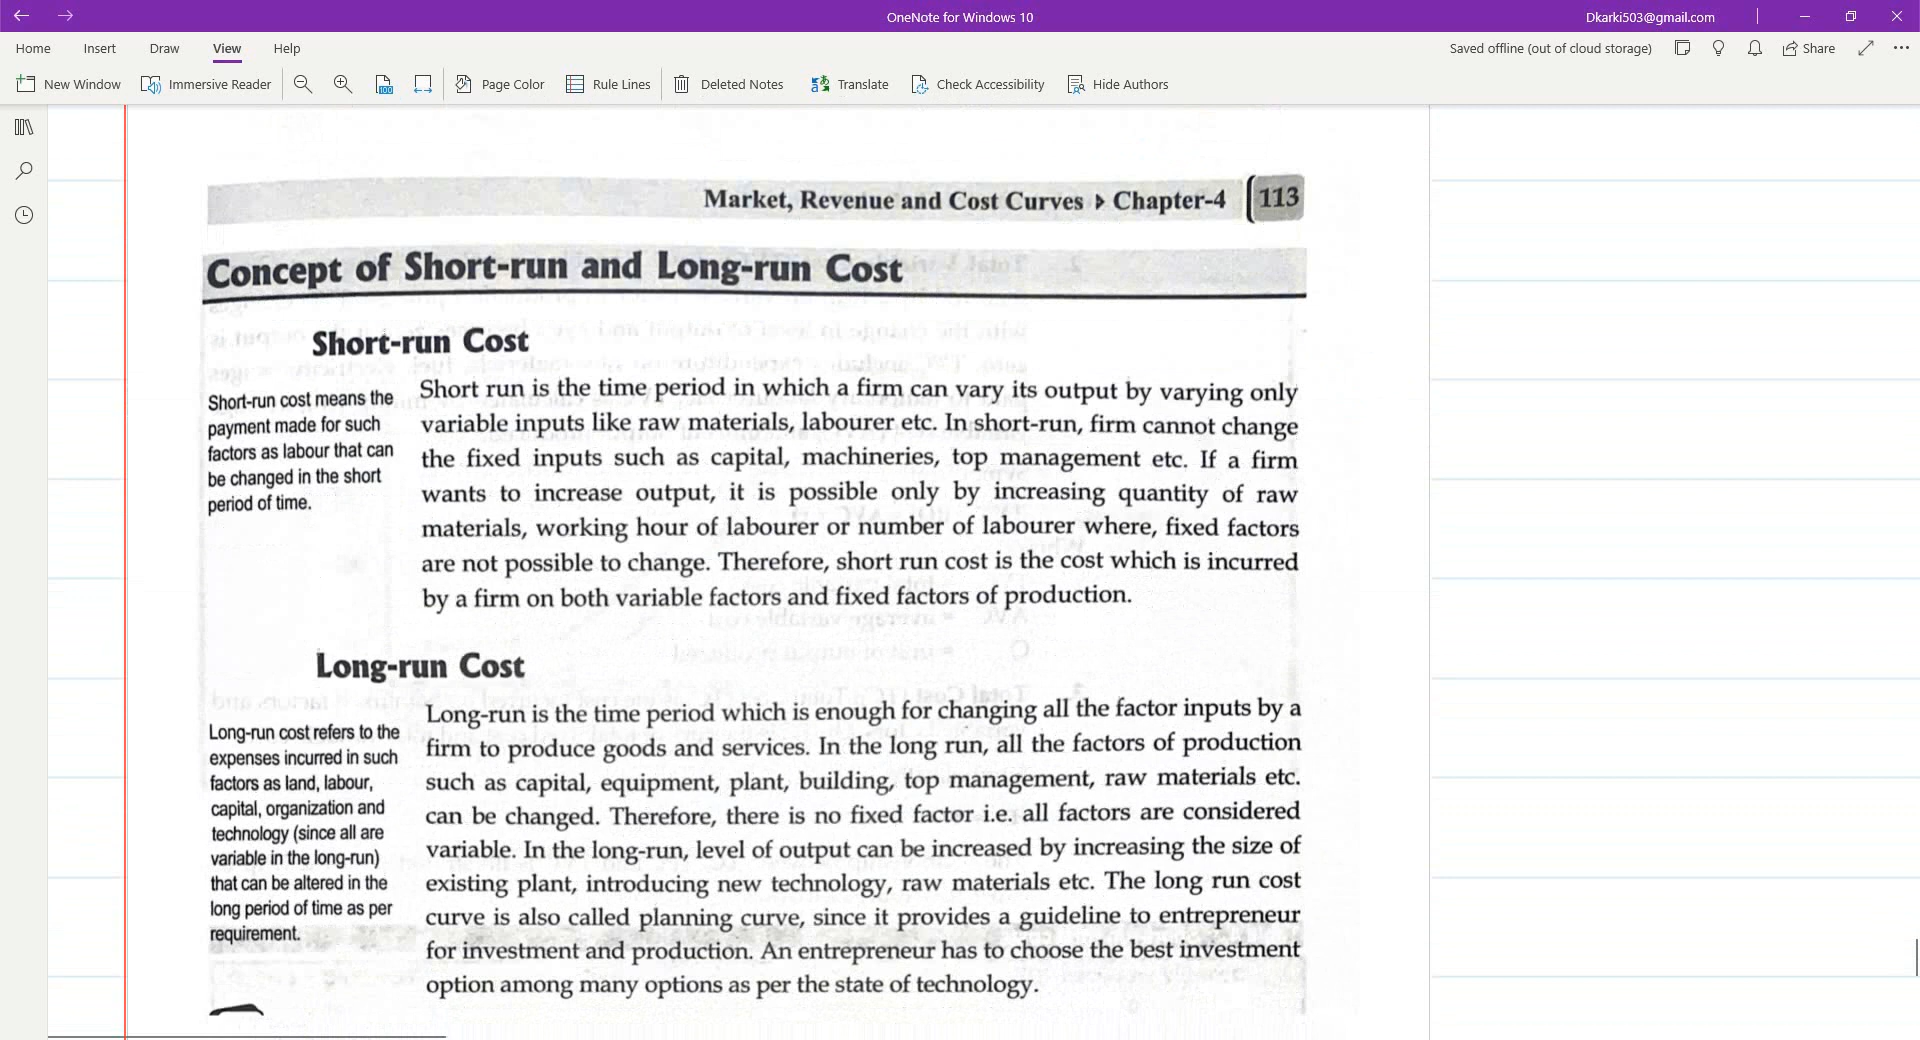 OneNote for Windows 10
Dkarki503@gmail.com
Home Insert Draw View Help
Saved offline (out of cloud storage)
Share
New Window
Immersive Reader
100
Page Color
Rule Lines
Deleted Notes
Translate
Check Accessibility
Hide Authors
Market, Revenue and Cost Curves Chapter-4 113
Concept of Short-run and Long-run Cost
Short-run Cost
Short-run cost means the
payment made for such
factors as labour that can
be changed in the short
period of time.
Short run is the time period in which a firm can vary its output by varying only
variable inputs like raw materials, labourer etc. In short-run, firm cannot change
the fixed inputs such as capital, machineries, top management etc. If a firm
wants to increase output, it is possible only by increasing quantity of raw
materials, working hour of labourer or number of labourer where, fixed factors
are not possible to change. Therefore, short run cost is the cost which is incurred
by a firm on both variable factors and fixed factors of production.
Long-run Cost
Long-run cost refers to the
expenses incurred in such
factors as land, labour,
capital, organization and
technology (since all are
variable in the long-run)
that can be altered in the
long period of time as per
requirement.
Long-run is the time period which is enough for changing all the factor inputs by a
firm to produce goods and services. In the long run, all the factors of production
such as capital, equipment, plant, building, top management, raw materials etc.
can be changed. Therefore, there is no fixed factor i.e. all factors are considered
variable. In the long-run, level of output can be increased by increasing the size of
existing plant, introducing new technology, raw materials etc. The long run cost
curve is also called planning curve, since it provides a guideline to entrepreneur
for investment and production. An entrepreneur has to choose the best investment
option among many options as per the state of technology.